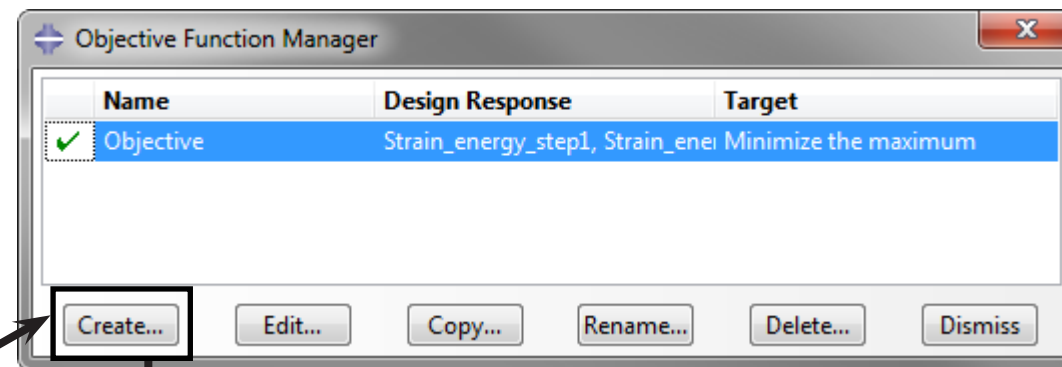 Objective Function Manager
Name Design Response Target
Objective Strain_energy_step1, Strain_ener Minimize the maximum
Create... Edit... Copy... Rename... Delete... Dismiss